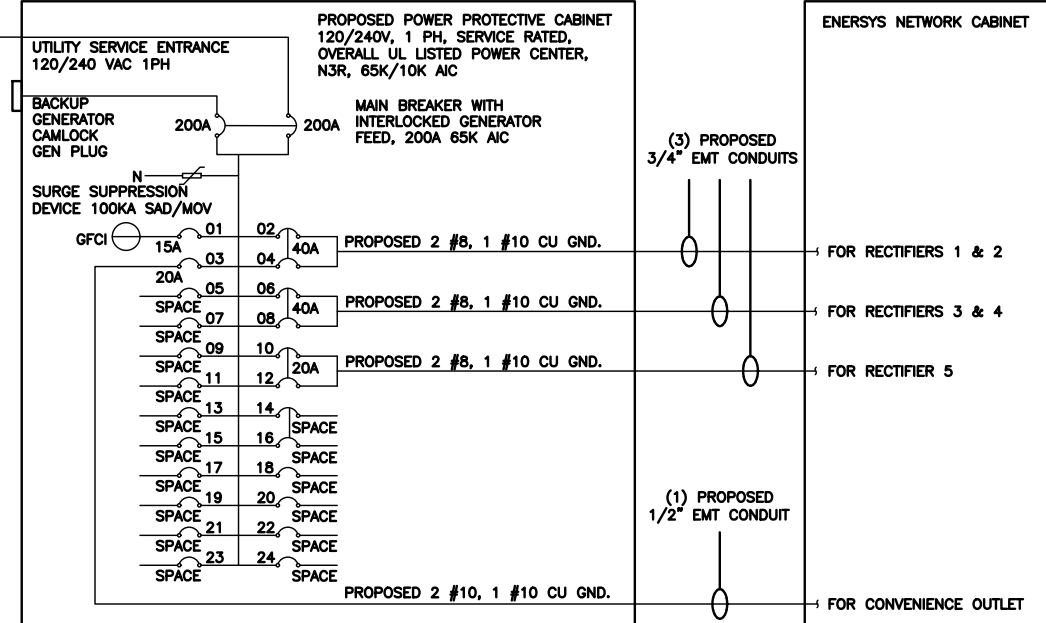 PROPOSED POWER PROTECTIVE CABINET
120/240V, 1 PH, SERVICE RATED,
OVERALL UL LISTED POWER CENTER,
N3R, 65K/10K AIC
ENERSYS NETWORK CABINET
UTILITY SERVICE ENTRANCE
120/240 VAC 1PH
BACKUP
GENERATOR
CAMLOCK
GEN PLUG
200A
200A
MAIN BREAKER WITH
INTERLOCKED GENERATOR
FEED, 200A 65K AIC
(3) PROPOSED
3/4" EMT CONDUITS
N
SURGE SUPPRESSION
DEVICE 100KA SAD/MOV
GFCI
15A
01
02
40A
PROPOSED 2 #8, 1 #10 CU GND.
FOR RECTIFIERS 1 & 2
20A
03
04
SPACE
05
06
40A
PROPOSED 2 #8, 1 #10 CU GND.
FOR RECTIFIERS 3 & 4
SPACE
07
08
SPACE
09
10
20A
PROPOSED 2 #8, 1 #10 CU GND.
FOR RECTIFIER 5
SPACE
11
12
SPACE
13
14
SPACE
SPACE
15
16
SPACE
SPACE
17
18
SPACE
SPACE
19
20
SPACE
SPACE
21
22
SPACE
SPACE
23
24
SPACE
(1) PROPOSED
1/2" EMT CONDUIT
PROPOSED 2 #10, 1 #10 CU GND.
FOR CONVENIENCE OUTLET